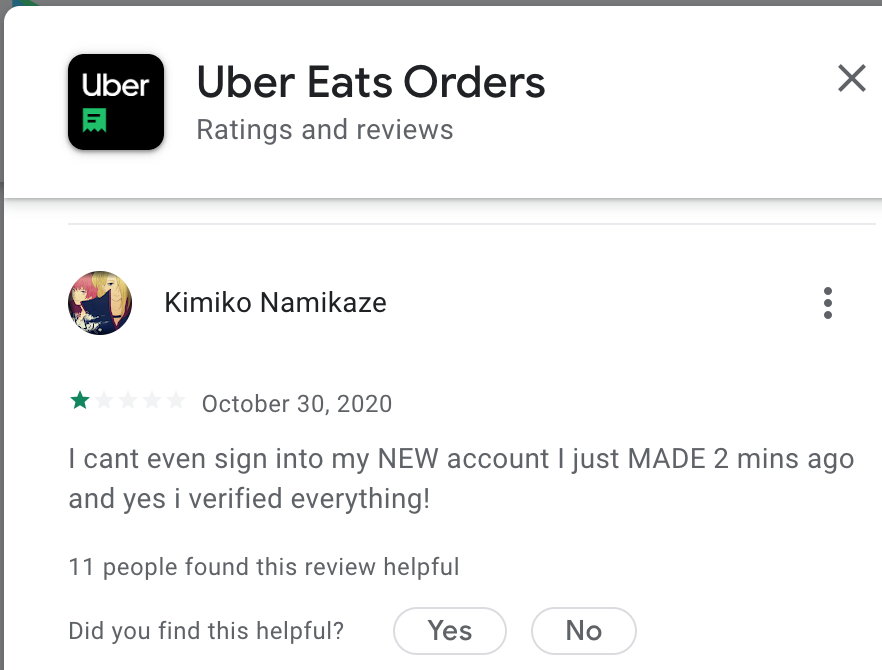 Uber
Uber Eats Orders
Ratings and reviews
Kimiko Namikaze
October 30, 2020
I cant even sign into my NEW account I just MADE 2 mins ago
and yes i verified everything!
11 people found this review helpful
Did you find this helpful? Yes No